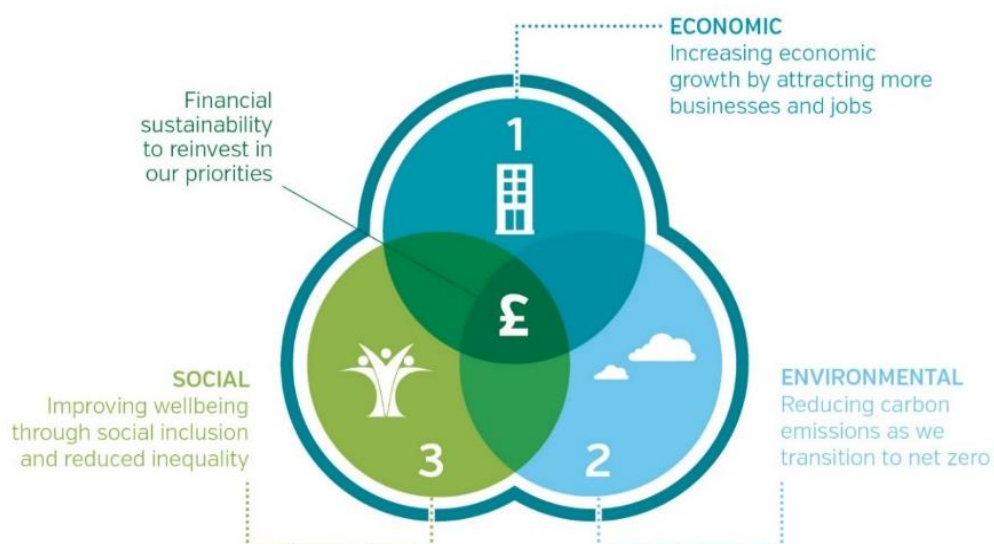 ECONOMIC
Increasing economic
growth by attracting more
businesses and jobs
Financial
sustainability
to reinvest in
our priorities
1
£
SOCIAL
Improving wellbeing
through social inclusion
and reduced inequality
3
2
ENVIRONMENTAL
Reducing carbon
emissions as we
transition to net zero